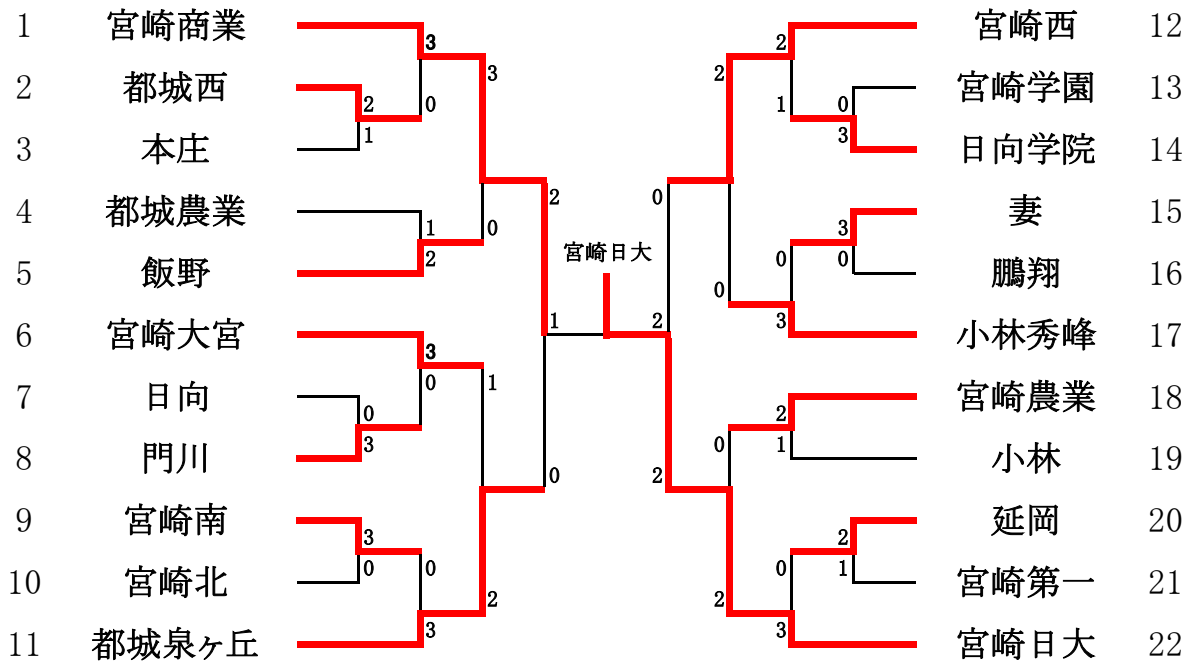 1 宮崎商業 3 2 宮崎西 12
3 2
2 都城西 2 0 3 2 1 0 宮崎学園 13
3 本庄 1 3 日向学院 14
4 都城農業 1 0 2 0 3 妻 15
5 飯野 2 宮崎日大 0 0 0 鵬翔 16
6 宮崎大宮 3 1 2 3 小林秀峰 17
7 日向 0 0 1 2 宮崎農業 18
8 門川 3 0 1 小林 19
9 宮崎南 3 0 2 2 延岡 20
10 宮崎北 0 0 2 2 0 1 宮崎第一 21
11 都城泉ヶ丘 3 3 宮崎日大 22